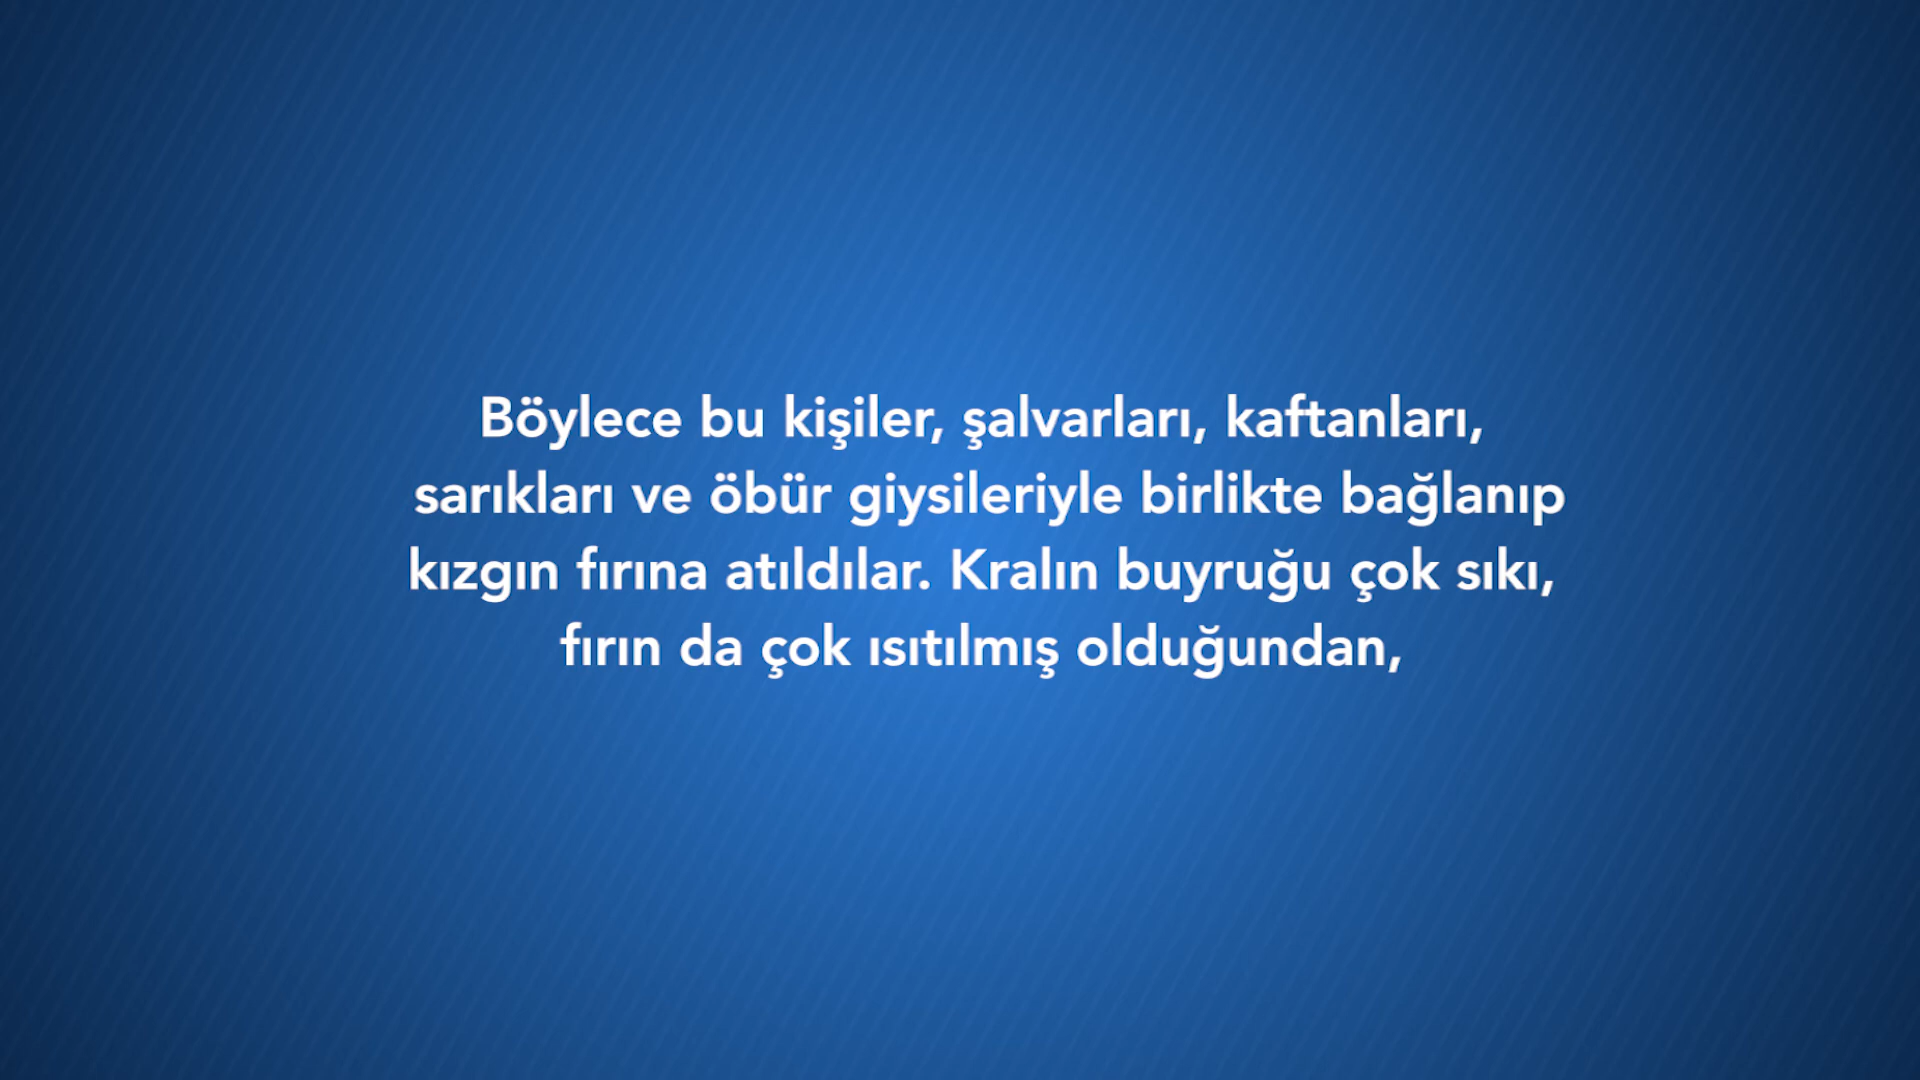 Böylece bu kişiler, şalvarları, kaftanları,
sarıkları ve öbür giysileriyle birlikte bağlanıp
kızgın fırına atıldılar. Kralın buyruğu çok sıkı,
fırın da çok ısıtılmış olduğundan,